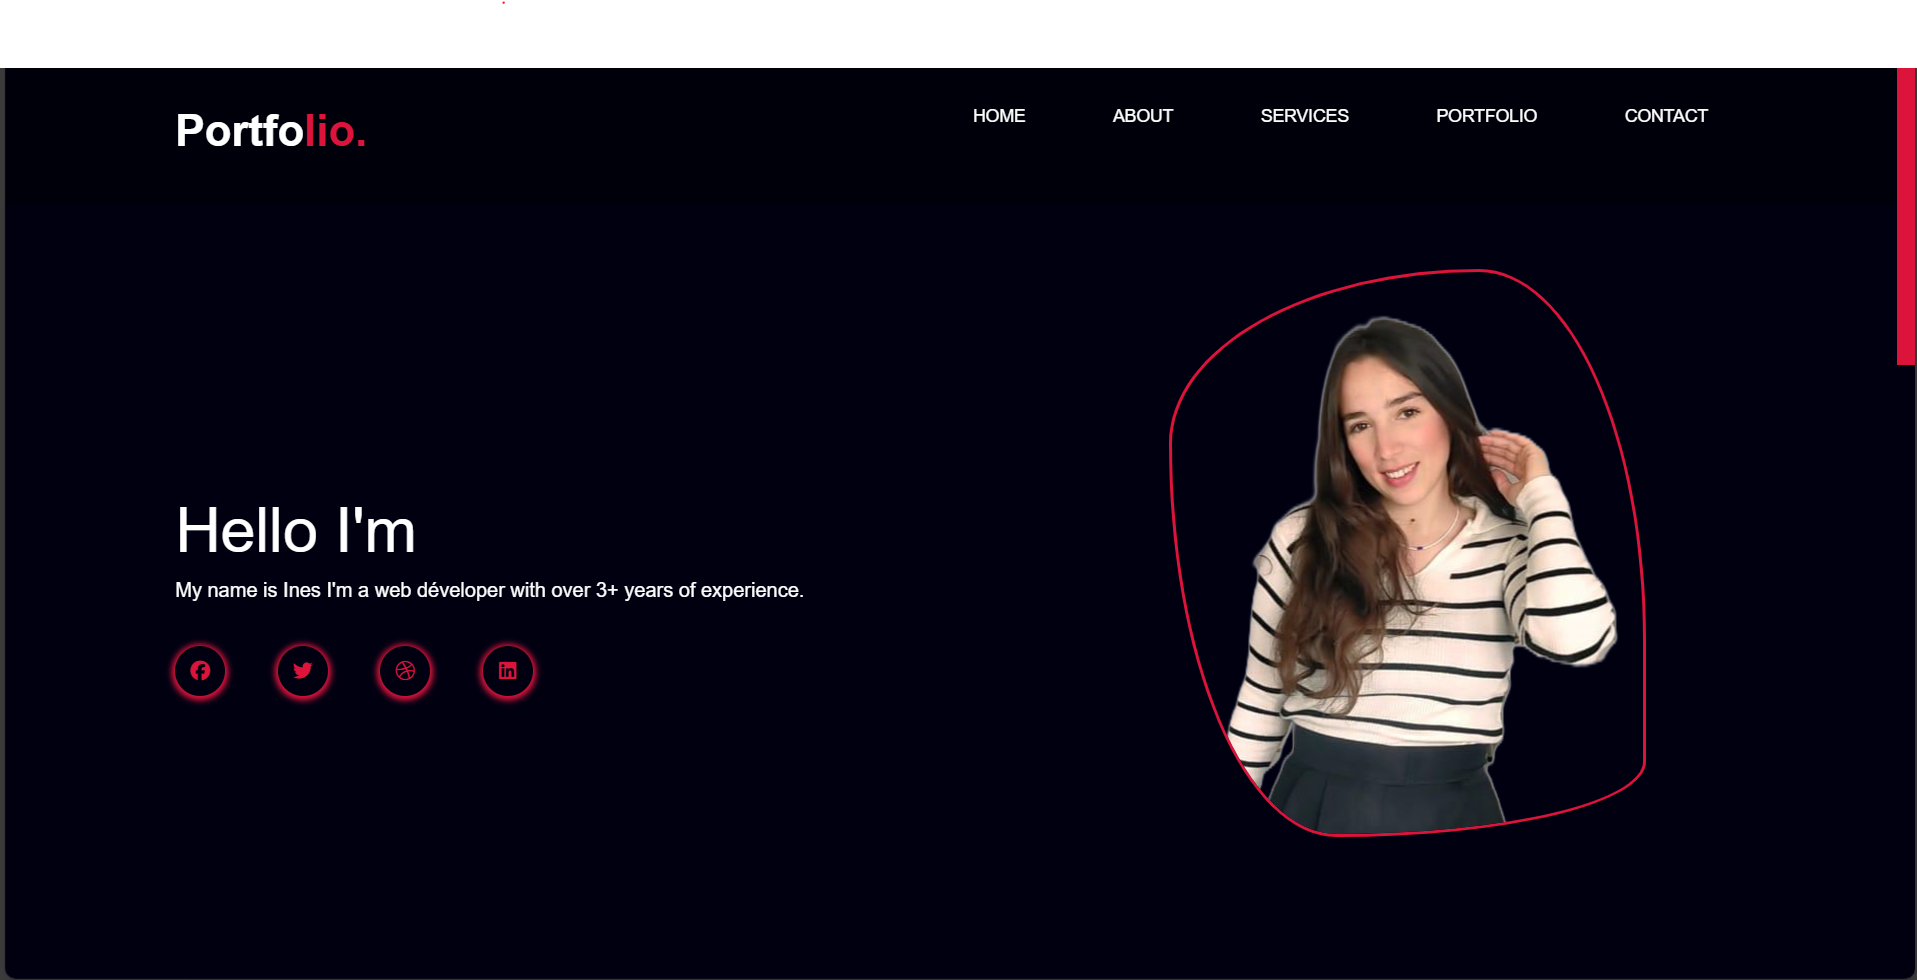 Portfolio.
HOME ABOUT SERVICES PORTFOLIO CONTACT
Hello I'm
My name is Ines I'm a web déveloper with over 3+ years of experience.